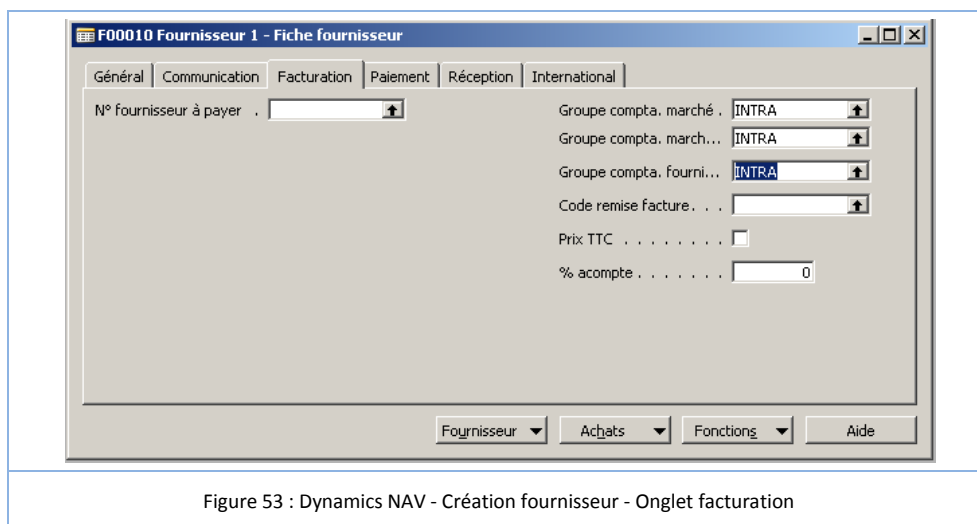 F00010 Fournisseur 1 - Fiche fournisseur
Général Communication Facturation Paiement Réception International
N° fournisseur à payer . Groupe compta. marché . INTRA
Groupe compta. march... INTRA
Groupe compta. fourni... INTRA
Code remise facture. . .
Prix TTC . . . . . . . .
% acompte . . . . . . . 0
Fournisseur Achats Fonctions Aide
Figure 53 : Dynamics NAV - Création fournisseur - Onglet facturation